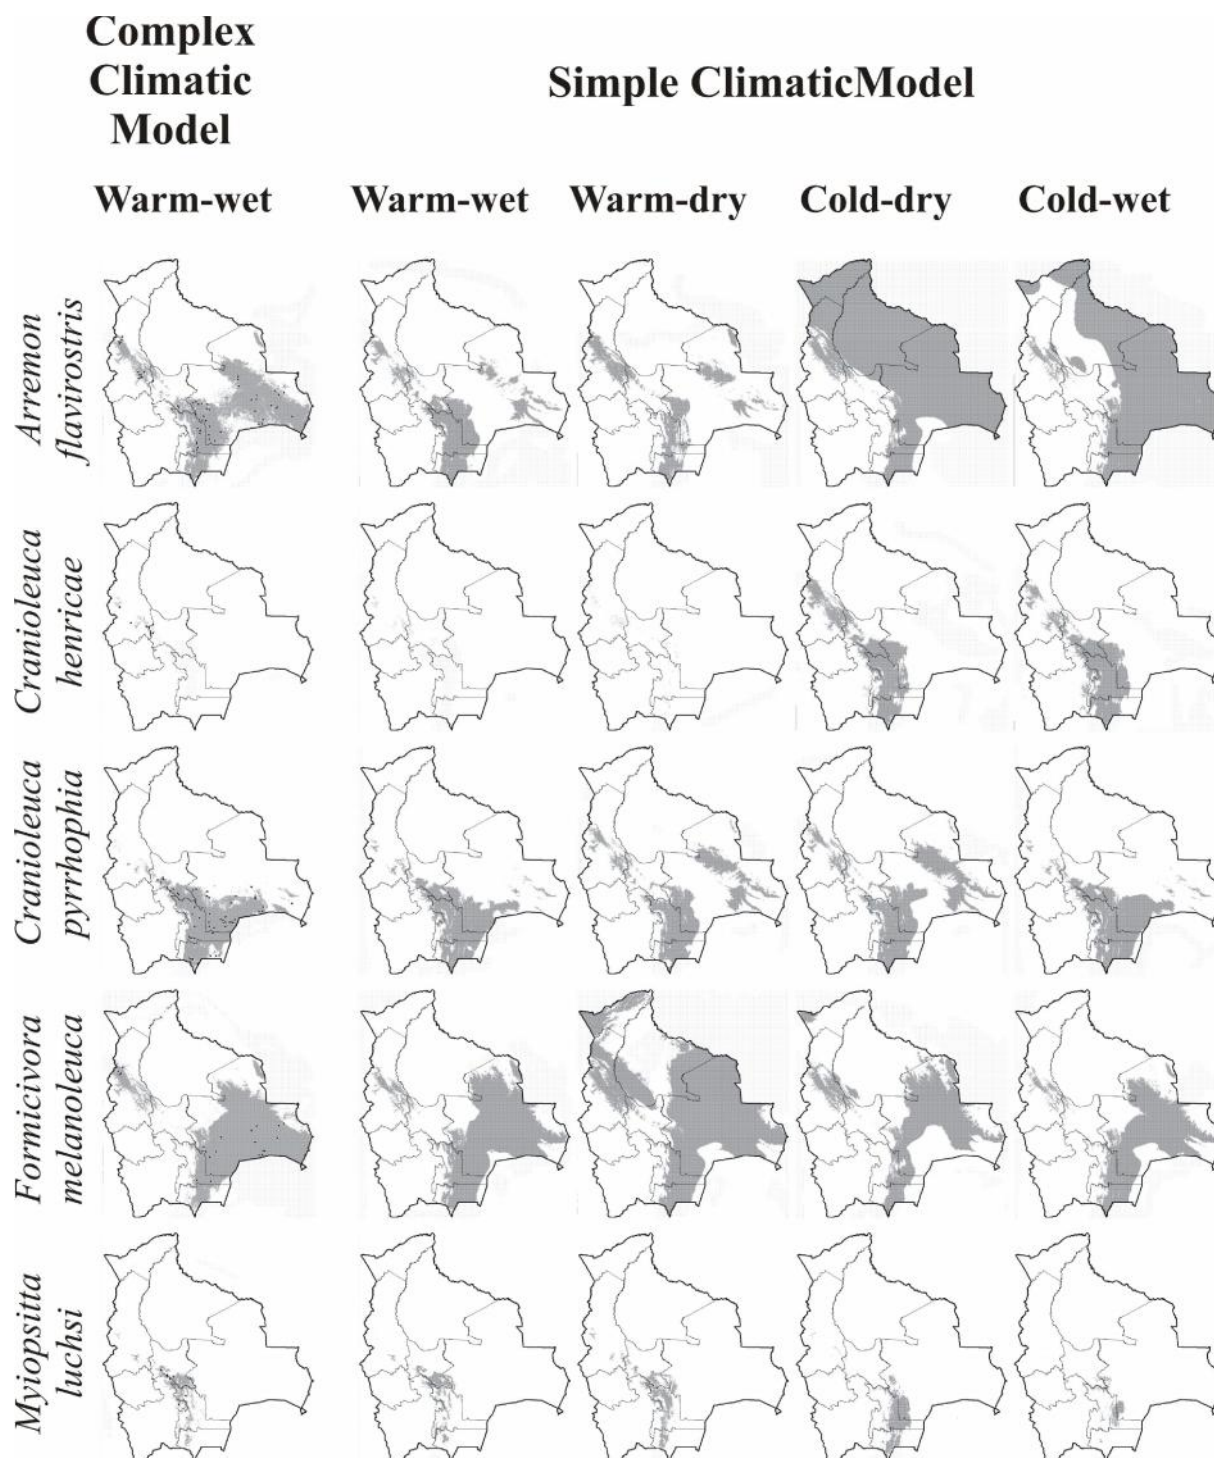 Complex
Climatic
Model
Simple ClimaticModel
Warm-wet
Warm-wet
Warm-dry
Cold-dry
Cold-wet
Arremon
flavirostris
Cranioleuca
henricae
Cranioleuca
pyrrhophia
Formicivora
melanoleuca
Myiopsitta
luchsi